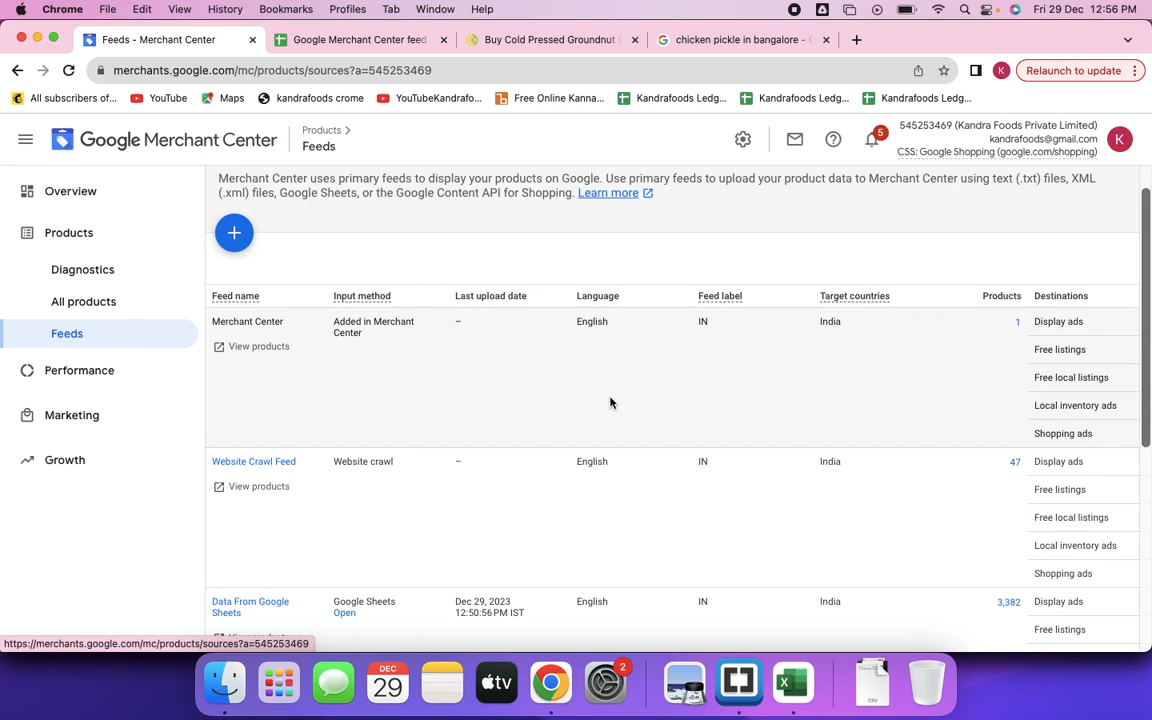 Chrome File Edit View History Bookmarks Profiles Tab Window Help Fri 29 Dec 12:56 PM
Feeds - Merchant Center Google Merchant Center feed Buy Cold Pressed Groundnut chicken pickle in bangalore -
merchants.google.com/mc/products/sources?a=545253469 K Relaunch to update
All subscribers of... YouTube Maps kandrafoods crome YouTubeKandrafo... Free Online Kanna... Kandrafoods Ledg... Kandrafoods Ledg... Kandrafoods Ledg...
Google Merchant Center
Products >
Feeds
5
545253469 (Kandra Foods Private Limited)
kandrafoods@gmail.com
CSS: Google Shopping (google.com/shopping)
K
Overview
Products
Diagnostics
All products
Feeds
Performance
Marketing
Growth
Merchant Center uses primary feeds to display your products on Google. Use primary feeds to upload your product data to Merchant Center using text (.txt) files, XML
(.xml) files, Google Sheets, or the Google Content API for Shopping. Learn more
Feed name Input method Last upload date Language Feed label Target countries Products Destinations
Merchant Center Added in Merchant Center – English IN India 1 Display ads
View products
Free listings
Free local listings
Local inventory ads
Shopping ads
Website Crawl Feed Website crawl – English IN India 47 Display ads
View products
Free listings
Free local listings
Local inventory ads
Shopping ads
Data From Google Sheets Google Sheets Open Dec 29, 2023 12:50:56 PM IST English IN India 3,382 Display ads
Free listings
https://merchants.google.com/mc/products/sources?a=545253469
DEC
29
tv
2
CSV